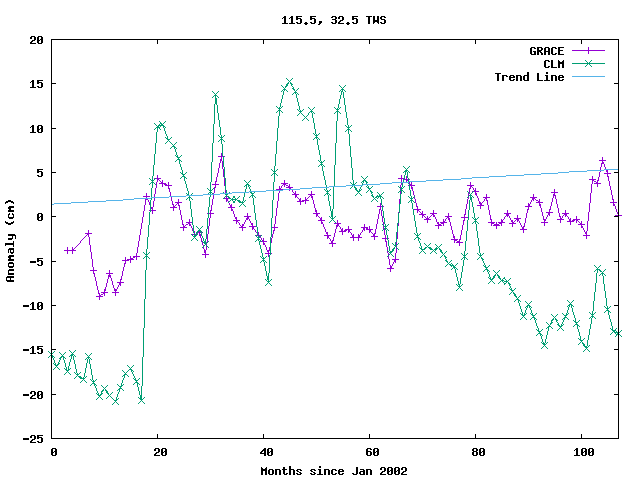 115.5, 32.5 TWS
GRACE
CLM
Trend Line
20
15
10
5
0
-5
-10
-15
-20
-25
Anomaly (cm)
0 20 40 60 80 100
Months since Jan 2002